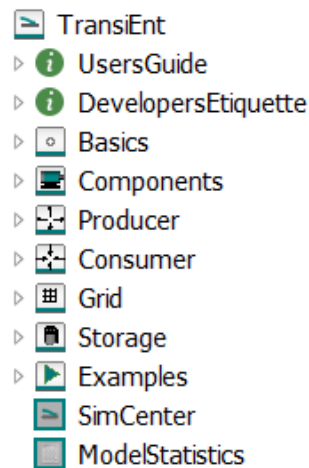 TransiEnt
UsersGuide
DevelopersEtiquette
Basics
Components
Producer
Consumer
Grid
Storage
Examples
SimCenter
ModelStatistics